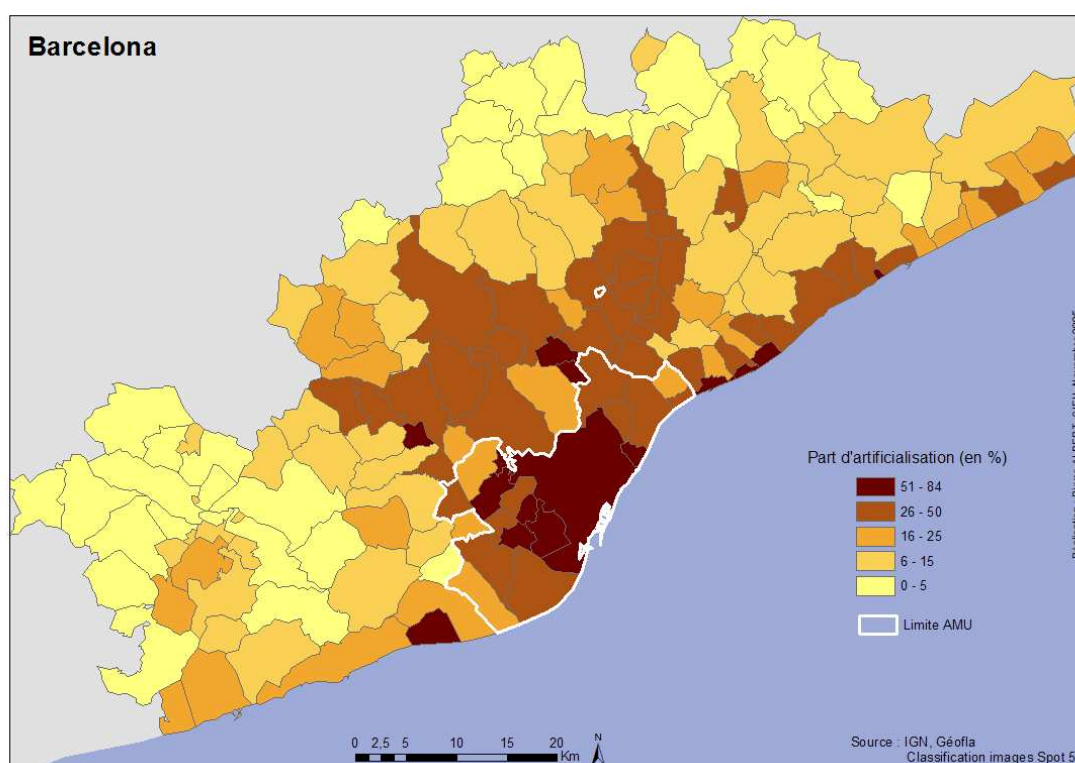 Barcelona
Part d'artificialisation (en %)
51 - 84
26 - 50
16 - 25
6 - 15
0 - 5
Limite AMU
0 2,5 5 10 15 20
Km
N
Source : IGN, Géofla
Classification images Spot 5